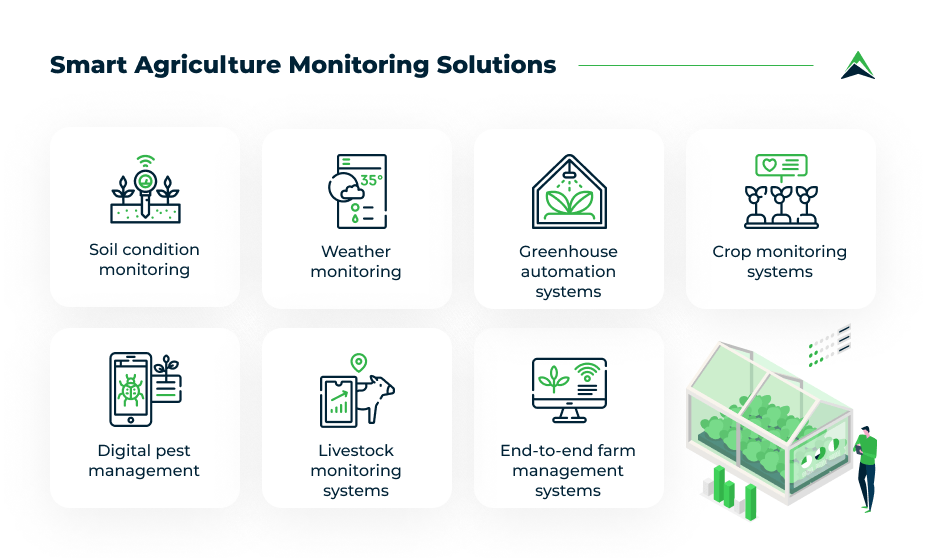 Smart Agriculture Monitoring Solutions
Soil condition
monitoring
35°
Weather
monitoring
Greenhouse
automation
systems
Crop monitoring
systems
Digital pest
management
Livestock
monitoring
systems
End-to-end farm
management
systems